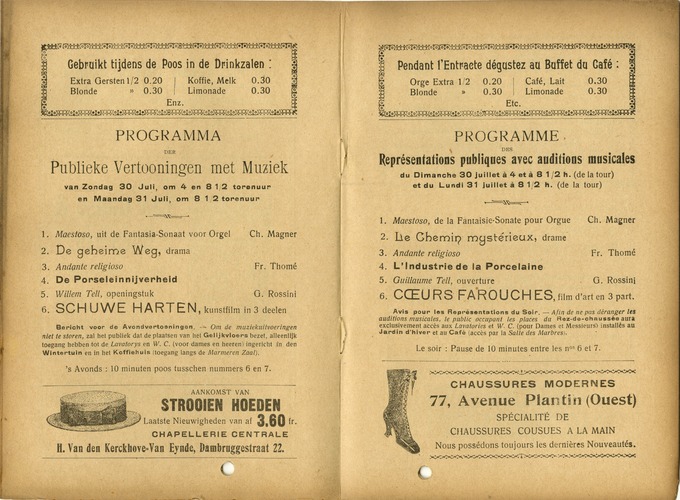 Gebruikt tijdens de Poos in de Drinkzalen :
Extra Gersten 1/2 0.20 Koffie, Melk 0.30
Blonde » 0.30 Limonade 0.30
Enz.
PROGRAMMA
DER
Publieke Vertooningen met Muziek
van Zondag 30 Juli, om 4 en 8 1/2 torenuur
en Maandag 31 Juli, om 8 1/2 torenuur
1. Maestoso, uit de Fantasia-Sonaat voor Orgel Ch. Magner
2. De geheime Weg, drama
3. Andante religioso Fr. Thomé
4. De Porseleinnijverheid
5. Willem Tell, openingstuk G. Rossini
6. SCHUWE HARTEN, kunstfilm in 3 deelen
Bericht voor de Avondvertooningen. — Om de muziekuitvoeringen
niet te storen, zal het publiek dat de plaatsen van het Gelijkvloers bezet, alleenlijk
toegang hebben tot de Lavatorys en W. C. (voor dames en heeren) ingericht in den
Wintertuin en in het Koffiehuis (toegang langs de Marmeren Zaal).
's Avonds : 10 minuten poos tusschen nummers 6 en 7.
AANKOMST VAN
STROOIEN HOEDEN
Laatste Nieuwigheden van af 3.60 fr.
CHAPELLERIE CENTRALE
H. Van den Kerckhove-Van Eynde, Dambruggestraat 22.
Pendant l'Entracte dégustez au Buffet du Café :
Orge Extra 1/2 0.20 Café, Lait 0.30
Blonde » 0.30 Limonade 0.30
Etc.
PROGRAMME
DES
Représentations publiques avec auditions musicales
du Dimanche 30 juillet à 4 et à 8 1/2 h. (de la tour)
et du Lundi 31 juillet à 8 1/2 h. (de la tour)
1. Maestoso, de la Fantaisie-Sonate pour Orgue Ch. Magner
2. Le Chemin mystérieux, drame
3. Andante religioso Fr. Thomé
4. L'Industrie de la Porcelaine
5. Guillaume Tell, ouverture G. Rossini
6. CŒURS FAROUCHES, film d'art en 3 part.
Avis pour les Représentations du Soir. — Afin de ne pas déranger les
auditions musicales, le public occupant les places du Rez-de-chaussée aura
exclusivement accès aux Lavatories et W. C. (pour Dames et Messieurs) installés au
Jardin d'hiver et au Café (accès par la Salle des Marbres).
Le soir : Pause de 10 minutes entre les nos 6 et 7.
CHAUSSURES MODERNES
77, Avenue Plantin (Ouest)
SPÉCIALITÉ DE
CHAUSSURES COUSUES A LA MAIN
Nous possédons toujours les dernières Nouveautés.